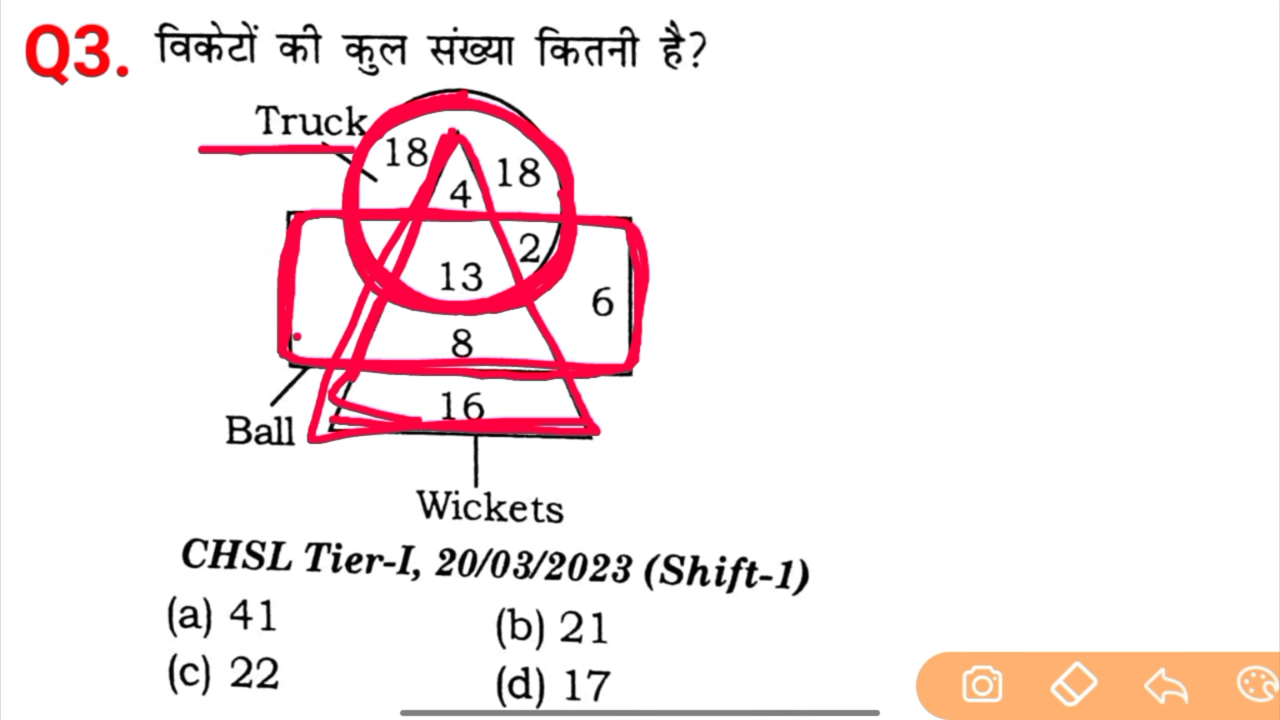 Q3. विकेटों की कुल संख्या कितनी है?
Truck
18
18
4
2
13
6
8
16
Ball
Wickets
CHSL Tier-I, 20/03/2023 (Shift-1)
(a) 41 (b) 21
(c) 22 (d) 17